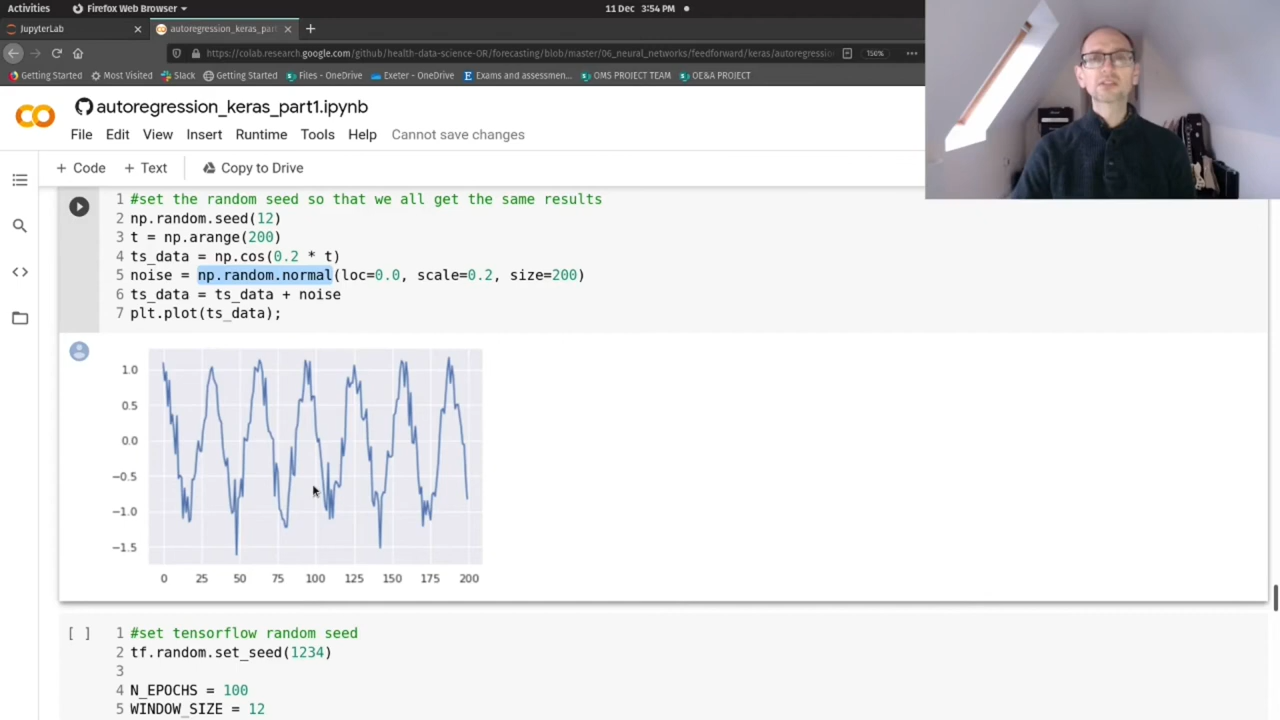 Activities
Firefox Web Browser
11 Dec 3:54 PM
JupyterLab
autoregression_keras_part
https://colab.research.google.com/github/health-data-science-OR/forecasting/blob/master/06_neural_networks/feedforward/keras/autoregression
150%
Getting Started
Most Visited
Slack
Getting Started
Files - OneDrive
Exeter - OneDrive
Exams and assessmen...
OMS PROJECT TEAM
OE&A PROJECT
autoregression_keras_part1.ipynb
File Edit View Insert Runtime Tools Help Cannot save changes
+ Code + Text Copy to Drive
1 #set the random seed so that we all get the same results
2 np.random.seed(12)
3 t = np.arange(200)
4 ts_data = np.cos(0.2 * t)
5 noise = np.random.normal(loc=0.0, scale=0.2, size=200)
6 ts_data = ts_data + noise
7 plt.plot(ts_data);
1.0
0.5
0.0
−0.5
−1.0
−1.5
0 25 50 75 100 125 150 175 200
[ ] 1 #set tensorflow random seed
2 tf.random.set_seed(1234)
3
4 N_EPOCHS = 100
5 WINDOW_SIZE = 12